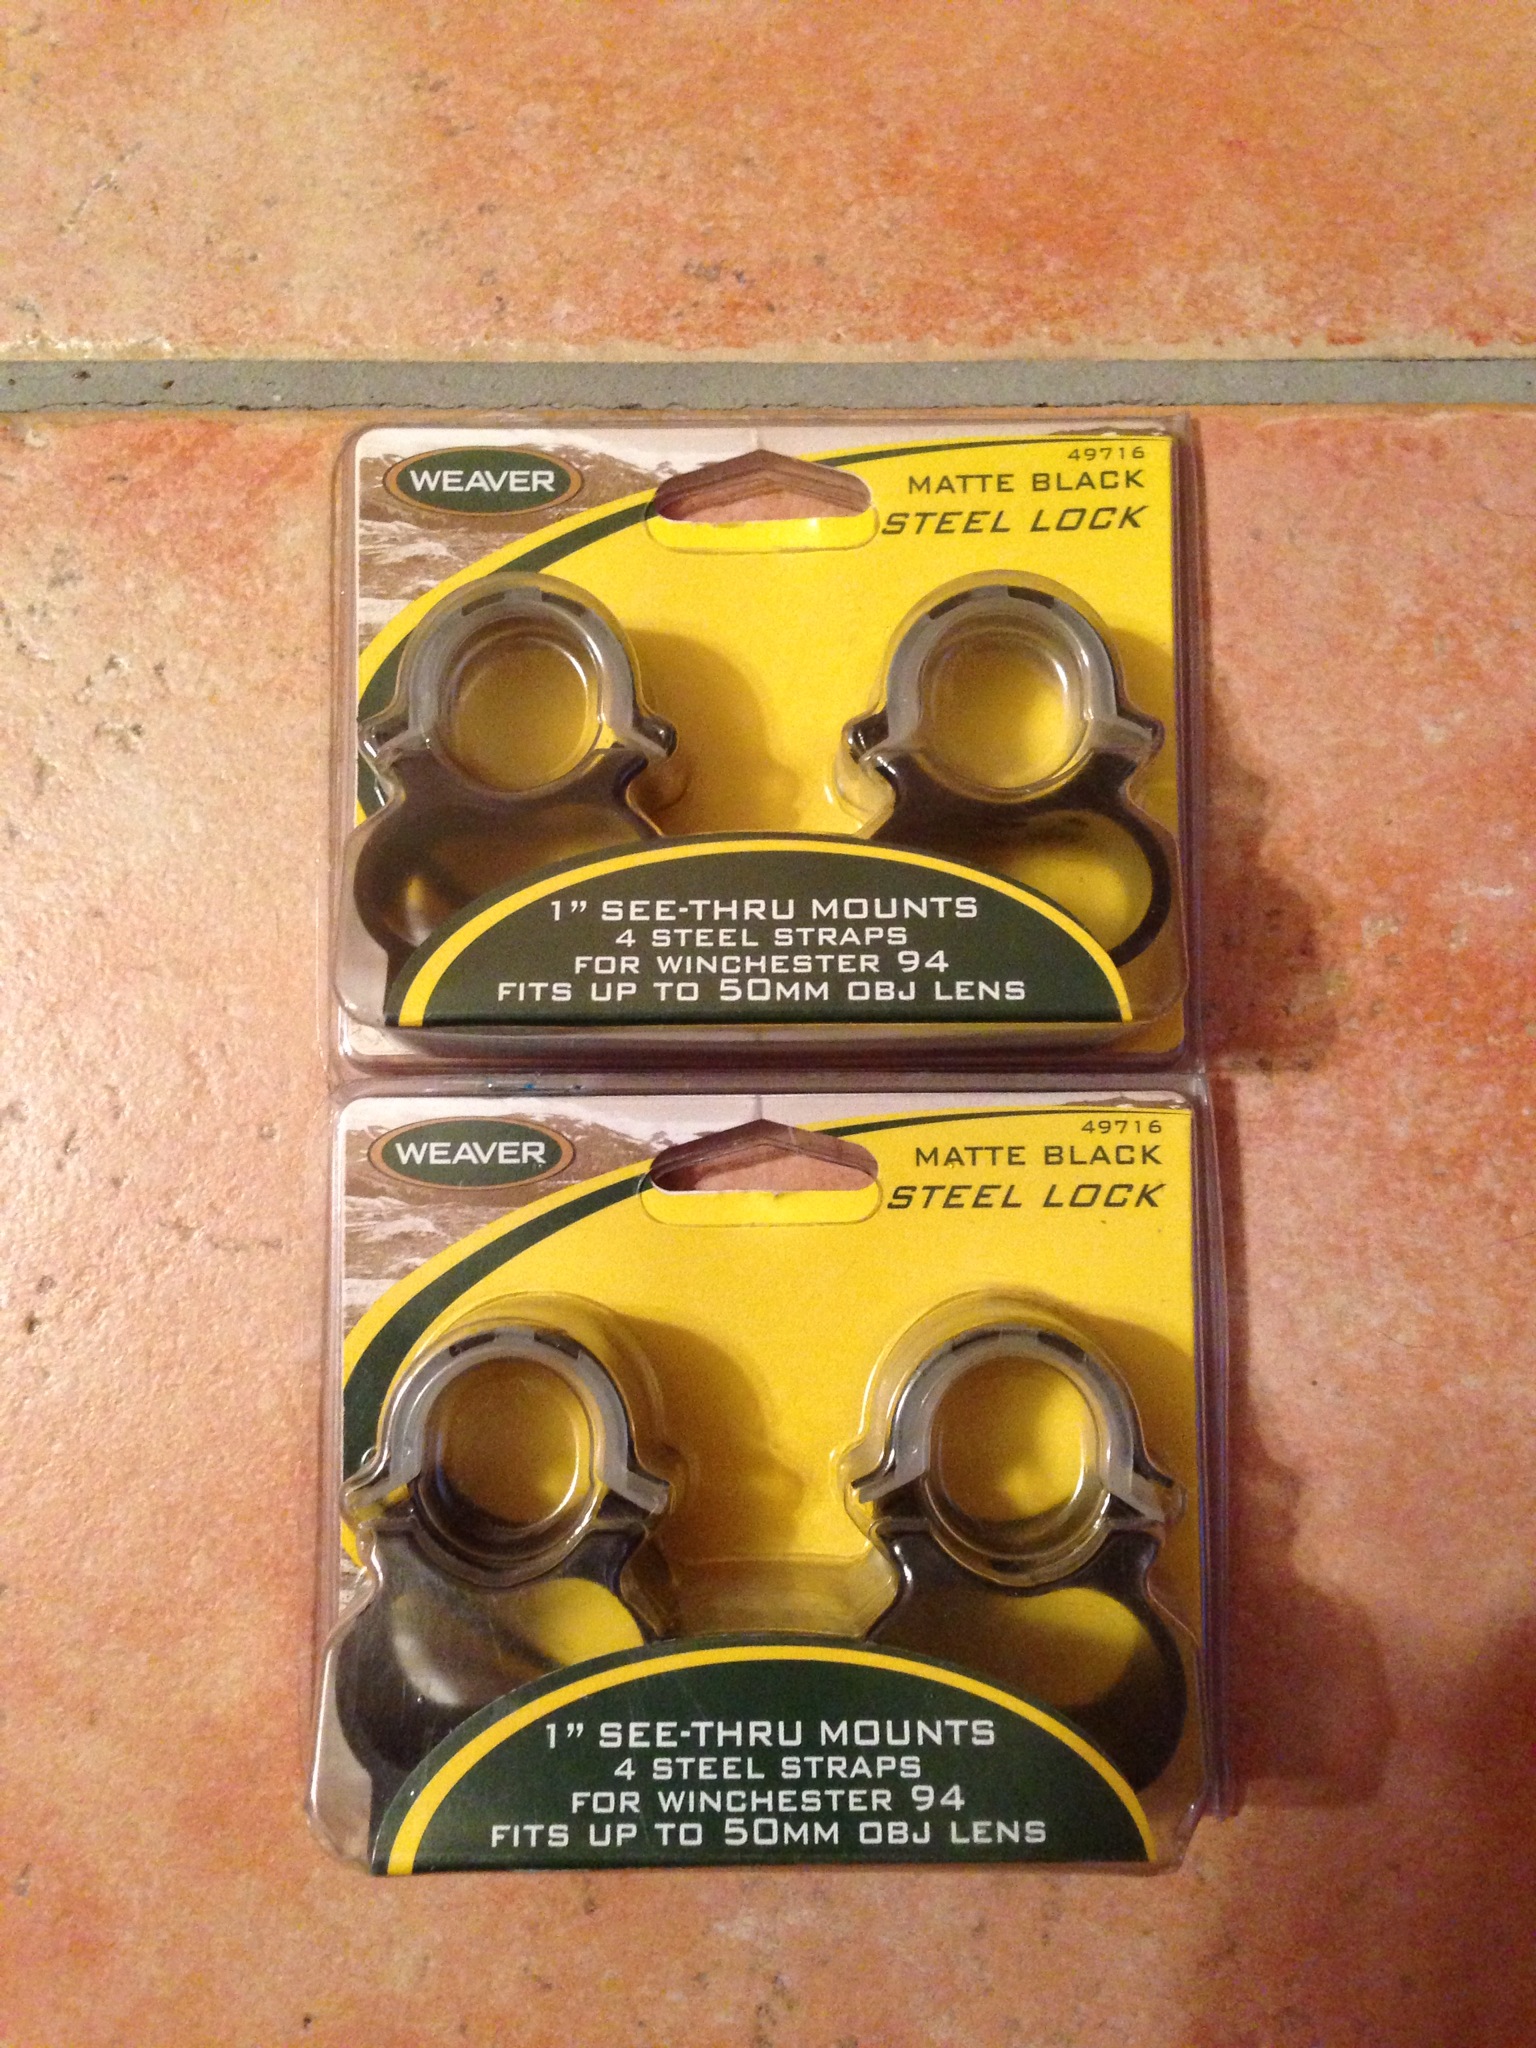 WEAVER
49716
MATTE BLACK
STEEL LOCK
1” SEE-THRU MOUNTS
4 STEEL STRAPS
FOR WINCHESTER 94
FITS UP TO 50MM OBJ LENS
WEAVER
49716
MATTE BLACK
STEEL LOCK
1” SEE-THRU MOUNTS
4 STEEL STRAPS
FOR WINCHESTER 94
FITS UP TO 50MM OBJ LENS